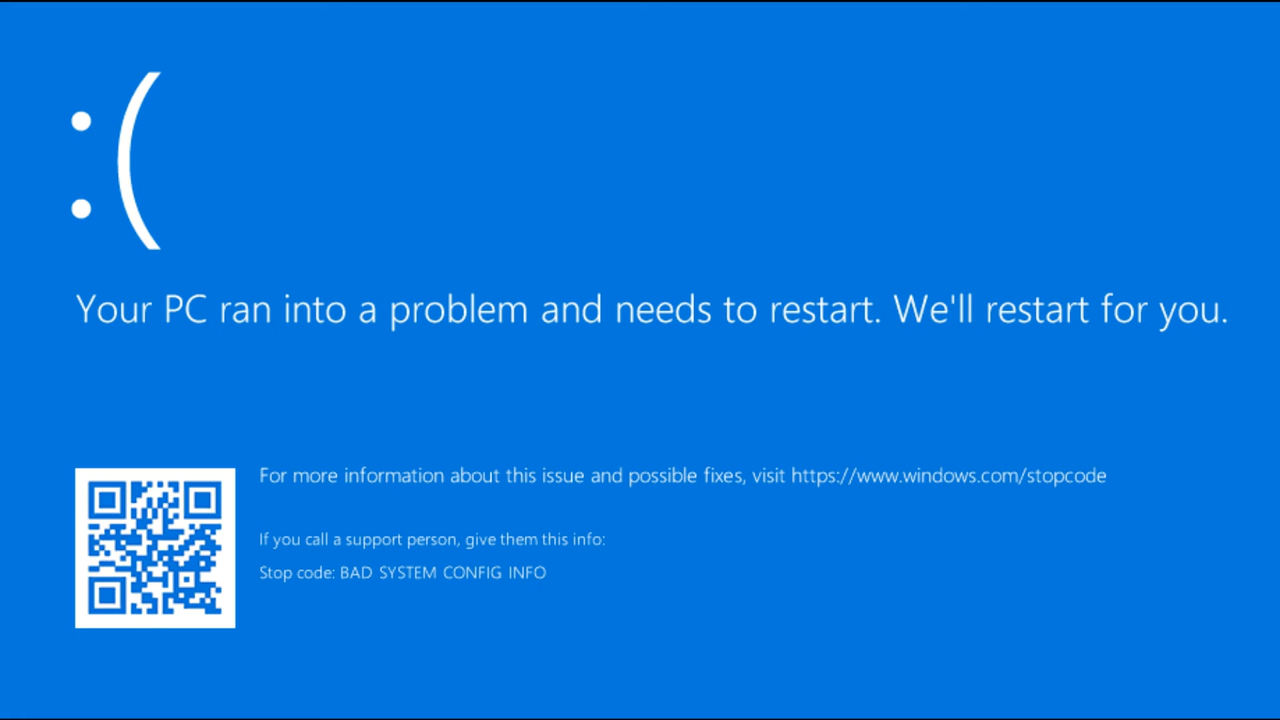 :(
Your PC ran into a problem and needs to restart. We'll restart for you.
For more information about this issue and possible fixes, visit https://www.windows.com/stopcode
If you call a support person, give them this info:
Stop code: BAD SYSTEM CONFIG INFO